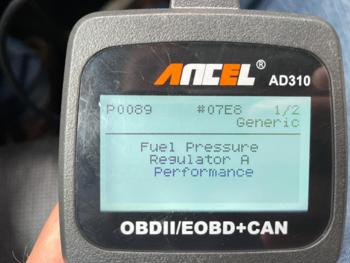 ANCEL®
AD310
P0089 #07E8 1/2
Generic
Fuel Pressure
Regulator A
Performance
OBDII/EOBD+CAN